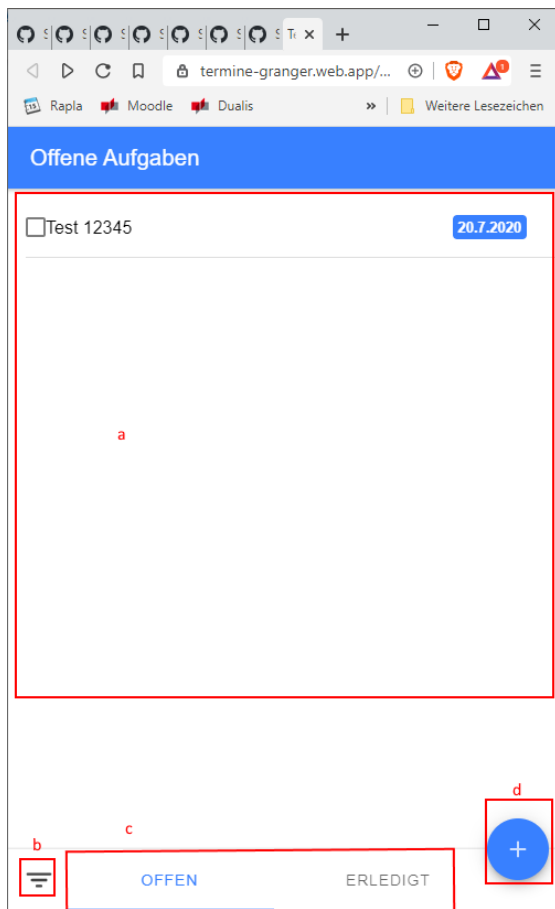 termine-granger.web.app/...
Rapla Moodle Dualis » Weitere Lesezeichen
Offene Aufgaben
Test 12345 20.7.2020
a
d
c
b
OFFEN ERLEDIGT